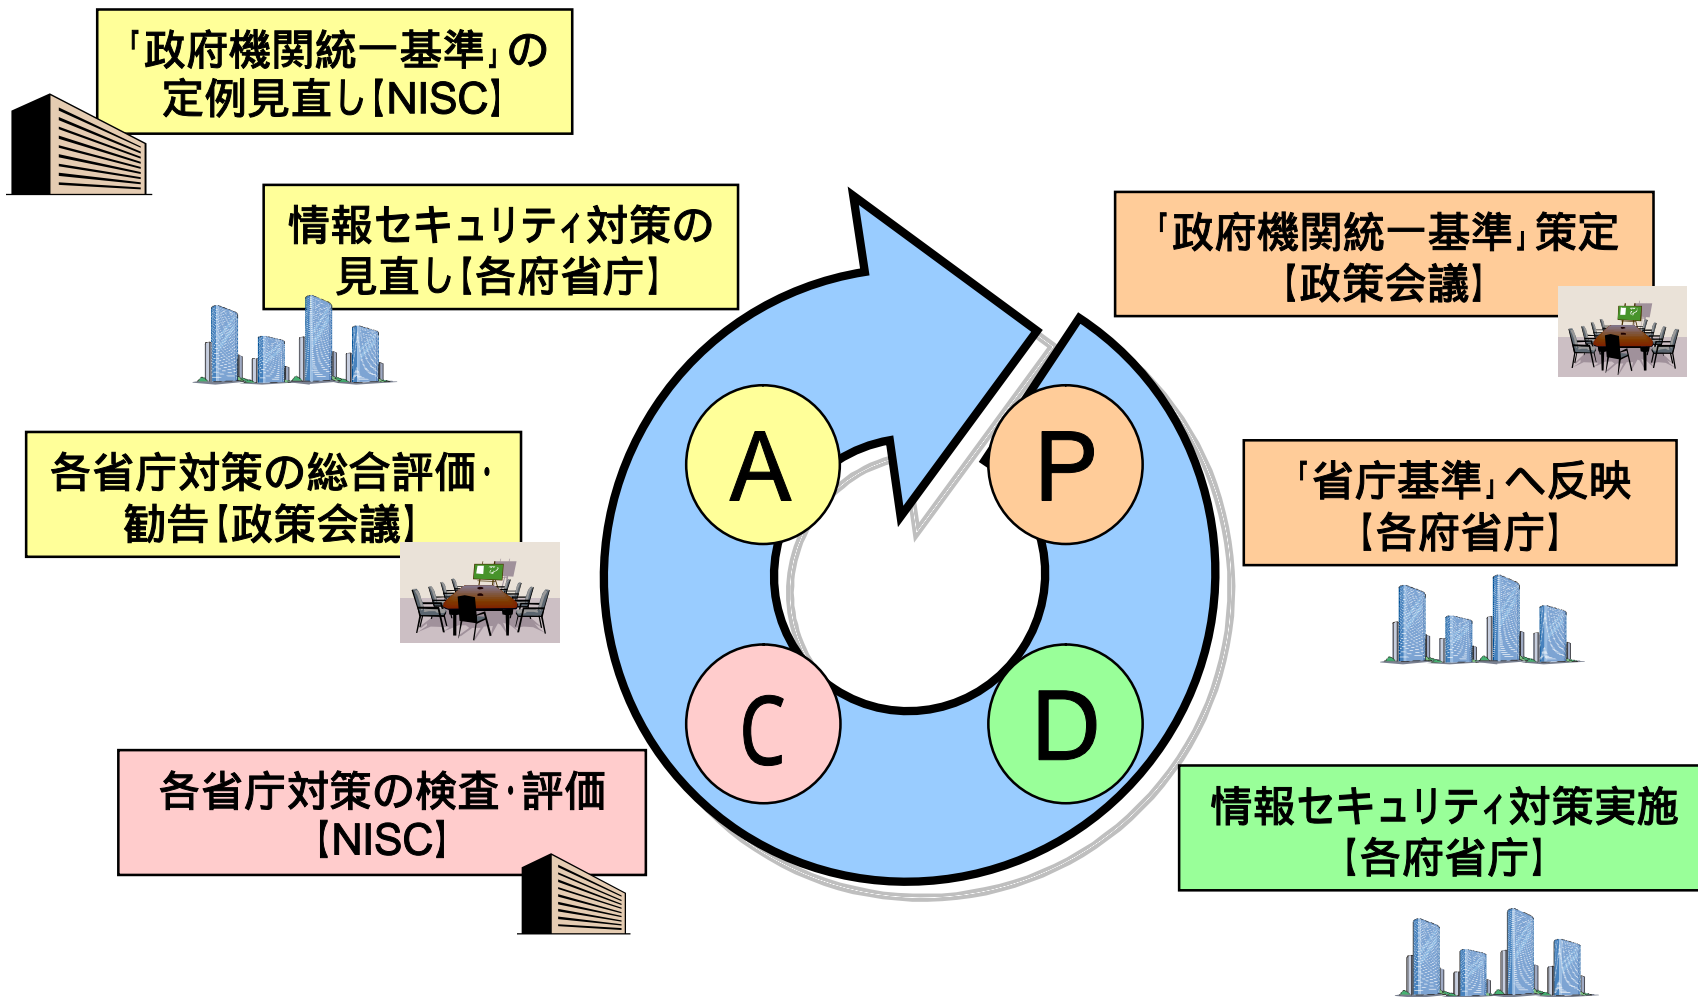 「政府機関統一基準」の
定例見直し【NISC】
情報セキュリティ対策の
見直し【各府省庁】
各省庁対策の総合評価・
勧告【政策会議】
各省庁対策の検査・評価
【NISC】
A
P
C
D
「政府機関統一基準」策定
【政策会議】
「省庁基準」へ反映
【各府省庁】
情報セキュリティ対策実施
【各府省庁】